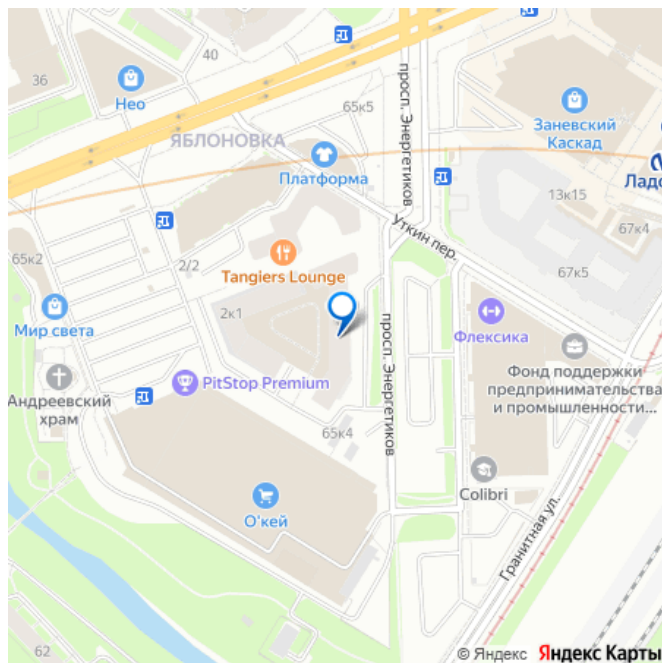 40
36
Нео
65к5
просп. Энергетиков
ЯБЛОНОВКА
Заневский
Каскад
Платформа
13к15
Уткин пер.
67к4
65к2
2/2
Tangiers Lounge
67к5
2к1
Мир света
просп. Энергетиков
Флексика
PitStop Premium
Фонд поддержки
предпринимательства
и промышленности...
Андреевский
храм
65к4
Colibri
О'кей
Гранитная ул.
62
© Яндекс Яндекс Карты